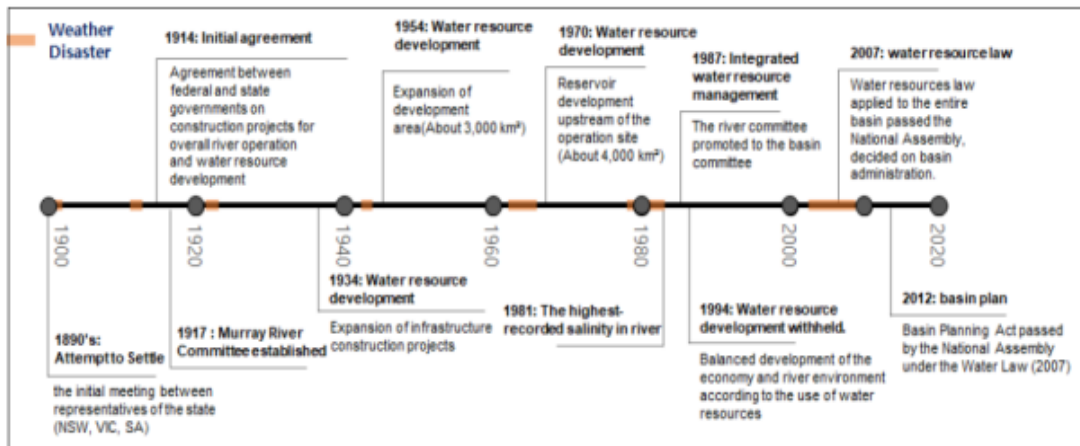 Weather
Disaster
1914: Initial agreement
Agreement between
federal and state
governments on
construction projects for
overall river operation
and water resource
development
1954: Water resource
development
Expansion of
development
area(About 3,000 km²)
1970: Water resource
development
Reservoir
development
upstream of the
operation site
(About 4,000 km²)
1987: Integrated
water resource
management
The river committee
promoted to the basin
committee
2007: water resource law
Water resources law
applied to the entire
basin passed the
National Assembly,
decided on basin
administration.
1900
1920
1940
1960
1980
2000
2020
1890's:
Attempt to Settle
the initial meeting between
representatives of the state
(NSW, VIC, SA)
1917 : Murray River
Committee established
1934: Water resource
development
Expansion of infrastructure
construction projects
1981: The highest-
recorded salinity in river
1994: Water resource
development withheld.
Balanced development of the
economy and river environment
according to the use of water
resources
2012: basin plan
Basin Planning Act passed
by the National Assembly
under the Water Law (2007)